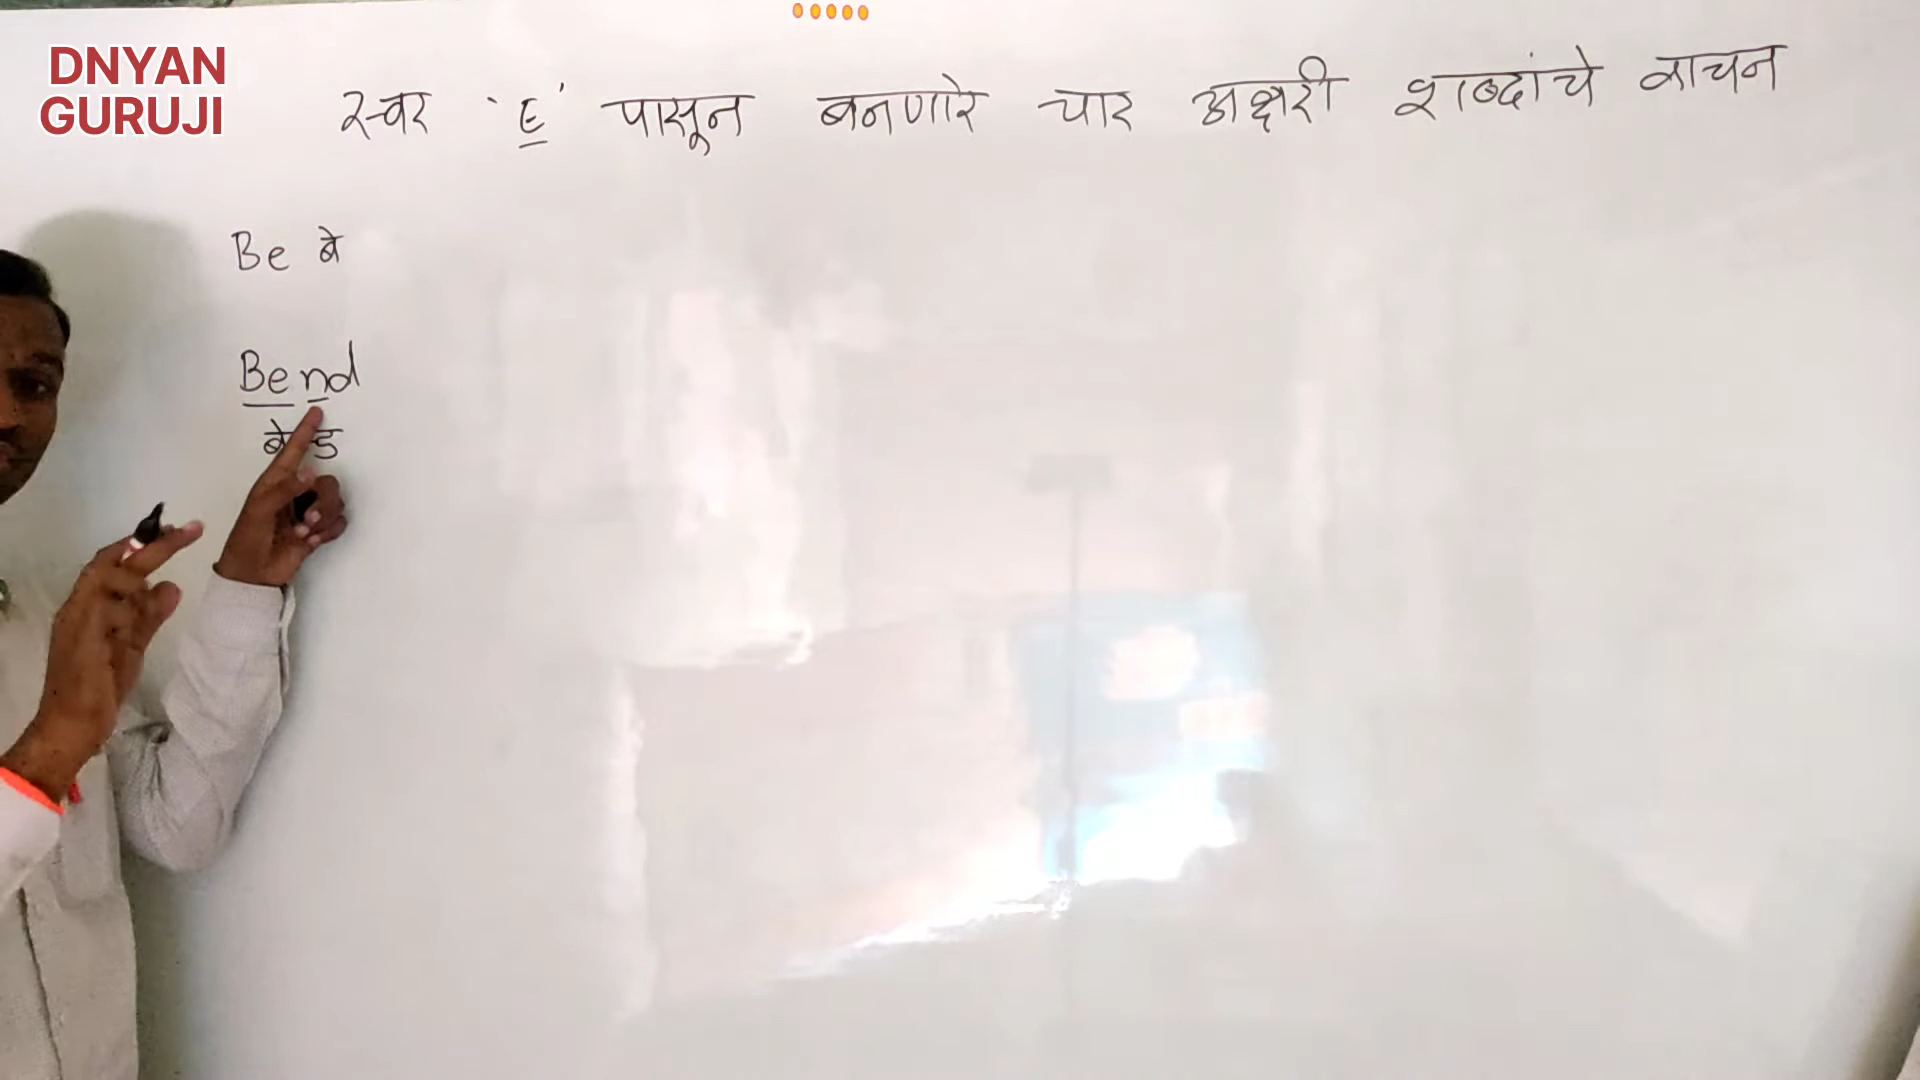 DNYAN
GURUJI
स्वर 'E' पासून बनणारे चार अक्षरी शब्दांचे वाचन
Be बे
Bend